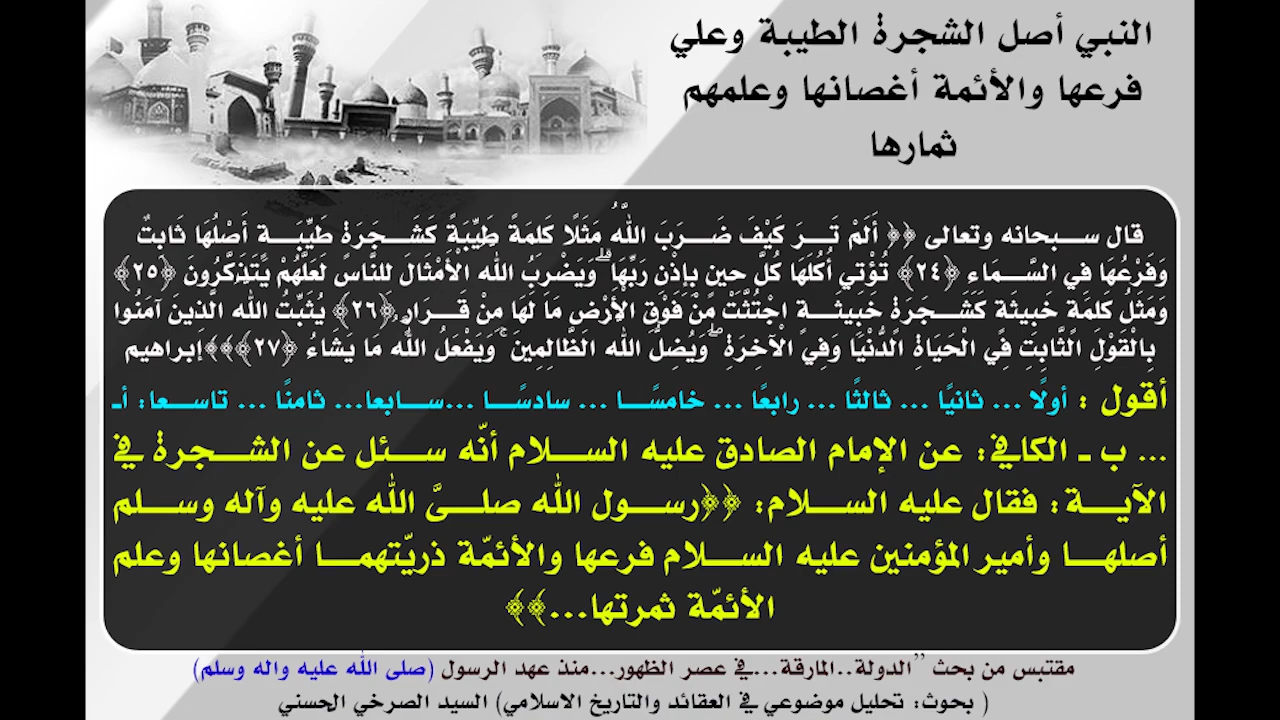 النبي أصل الشجرة الطيبة وعلي
فرعها والأئمة أغصانها وعلمهم
ثمارها
قال سبحانه وتعالى ﴿﴿ أَلَمْ تَرَ كَيْفَ ضَرَبَ اللَّهُ مَثَلًا كَلِمَةً طَيِّبَةً كَشَجَرَةٍ طَيِّبَةٍ أَصْلُهَا ثَابِتٌ
وَفَرْعُهَا فِي السَّمَاءِ ﴿٢٤﴾ تُؤْتِي أُكُلَهَا كُلَّ حِينٍ بِإِذْنِ رَبِّهَا ۗ وَيَضْرِبُ اللَّهُ الْأَمْثَالَ لِلنَّاسِ لَعَلَّهُمْ يَتَذَكَّرُونَ ﴿٢٥﴾
وَمَثَلُ كَلِمَةٍ خَبِيثَةٍ كَشَجَرَةٍ خَبِيثَةٍ اجْتُثَّتْ مِنْ فَوْقِ الْأَرْضِ مَا لَهَا مِنْ قَرَارٍ ﴿٢٦﴾ يُثَبِّتُ اللَّهُ الَّذِينَ آمَنُوا
بِالْقَوْلِ الثَّابِتِ فِي الْحَيَاةِ الدُّنْيَا وَفِي الْآخِرَةِ ۖ وَيُضِلُّ اللَّهُ الظَّالِمِينَ ۚ وَيَفْعَلُ اللَّهُ مَا يَشَاءُ ﴿٢٧﴾﴾﴾إبراهيم
أقول : أولًا ... ثانيًا ... ثالثًا ... رابعًا ... خامسًا ... سادسًا ...سابعا... ثامنًا ... تاسعا: أـ
... ب ـ الكافي: عن الإمام الصادق عليه السلام أنّه سئل عن الشجرة في
الآية: فقال عليه السلام: ﴿﴿رسول الله صلىَّ الله عليه وآله وسلم
أصلها وأمير المؤمنين عليه السلام فرعها والأئمّة ذريّتهما أغصانها وعلم
الأئمّة ثمرتها...﴾﴾
مقتبس من بحث "الدولة..المارقة...في عصر الظهور...منذ عهد الرسول (صلى الله عليه واله وسلم)
( بحوث: تحليل موضوعي في العقائد والتاريخ الاسلامي) السيد الصرخي الحسني